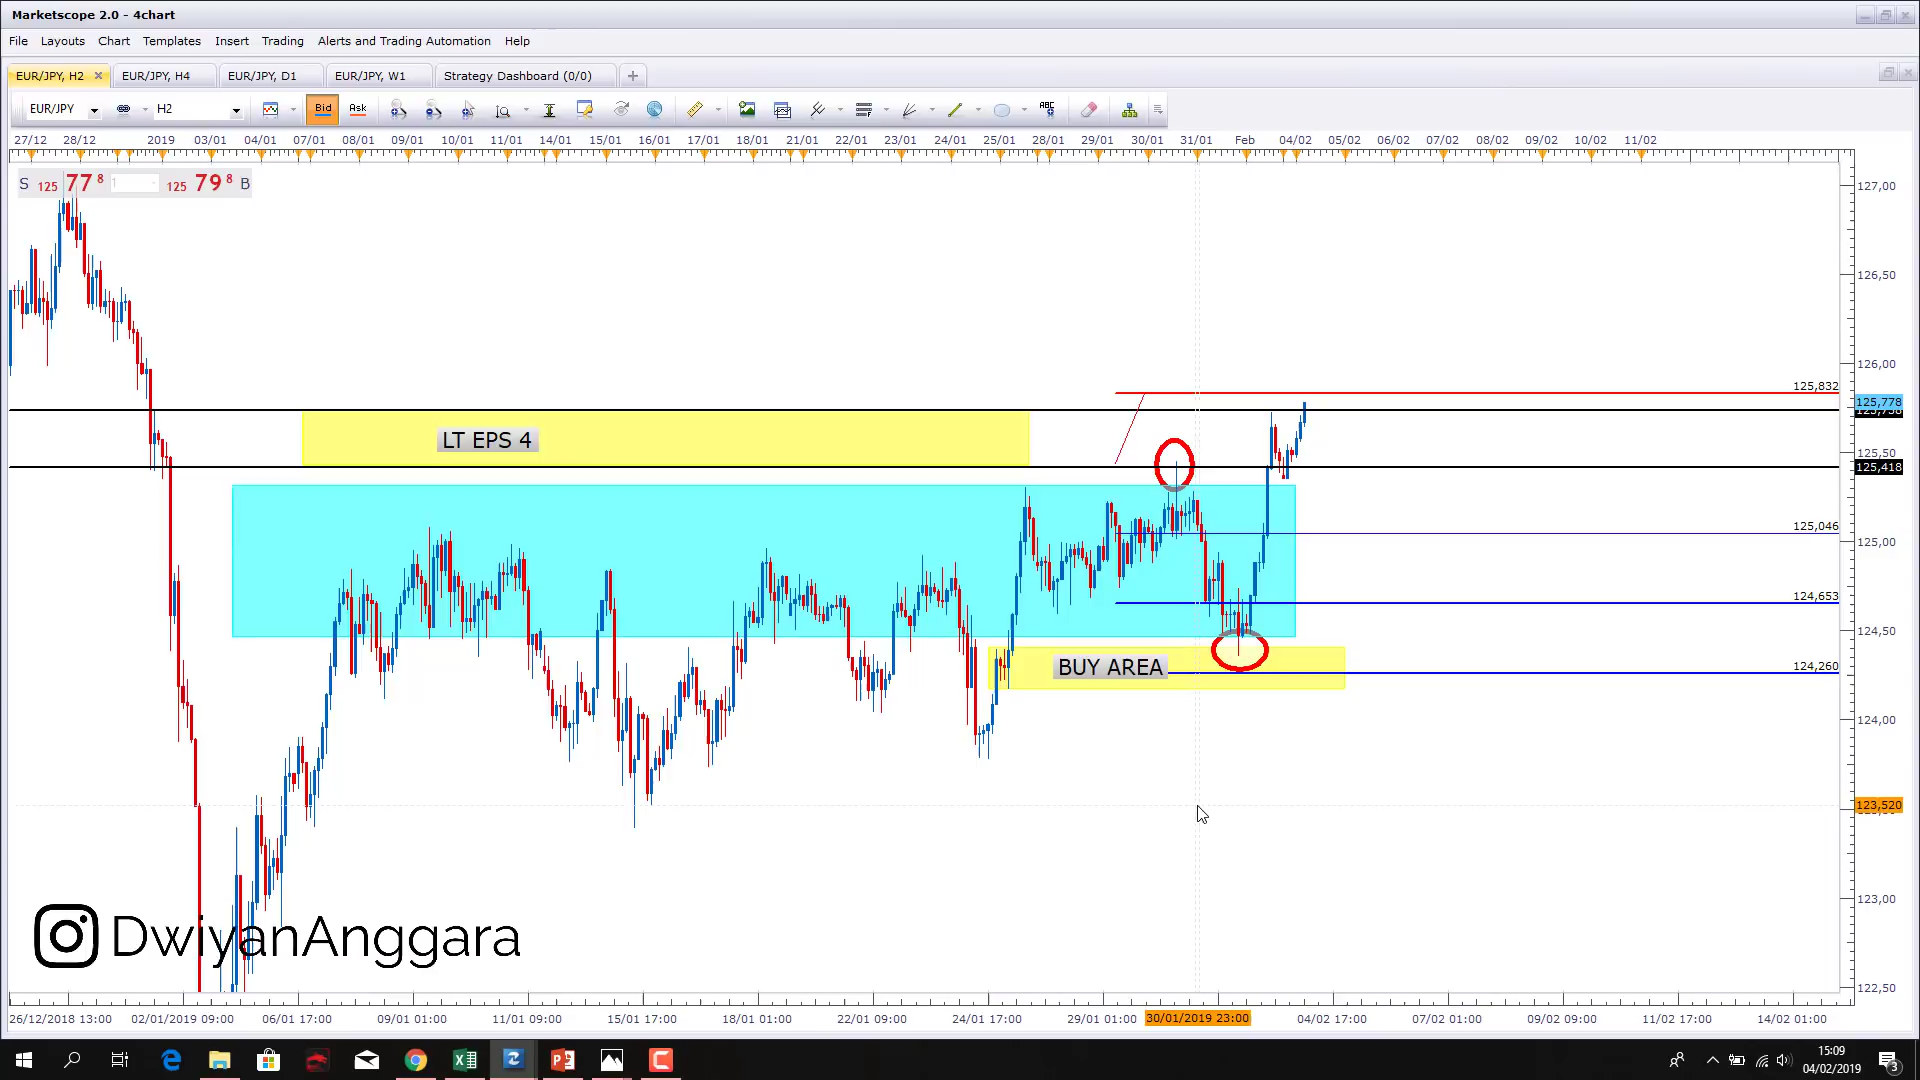 Marketscope 2.0 - 4chart
File Layouts Chart Templates Insert Trading Alerts and Trading Automation Help
EUR/JPY, H2 EUR/JPY, H4 EUR/JPY, D1 EUR/JPY, W1 Strategy Dashboard (0/0)
EUR/JPY H2 Bid Ask ABC
27/12 28/12 2019 03/01 04/01 07/01 08/01 09/01 10/01 11/01 14/01 15/01 16/01 17/01 18/01 21/01 22/01 23/01 24/01 25/01 28/01 29/01 30/01 31/01 Feb 04/02 05/02 06/02 07/02 08/02 09/02 10/02 11/02
S 125 77 8 1 125 79 8 B
127,00
126,50
126,00
125,832
125,778
LT EPS 4
125,50
125,418
125,046
125,00
124,653
124,50
BUY AREA
124,260
124,00
123,520
DwiyanAnggara
123,00
122,50
26/12/2018 13:00 02/01/2019 09:00 06/01 17:00 09/01 01:00 11/01 09:00 15/01 17:00 18/01 01:00 22/01 09:00 24/01 17:00 29/01 01:00 30/01/2019 23:00 04/02 17:00 07/02 01:00 09/02 09:00 11/02 17:00 14/02 01:00
15:09
04/02/2019
3